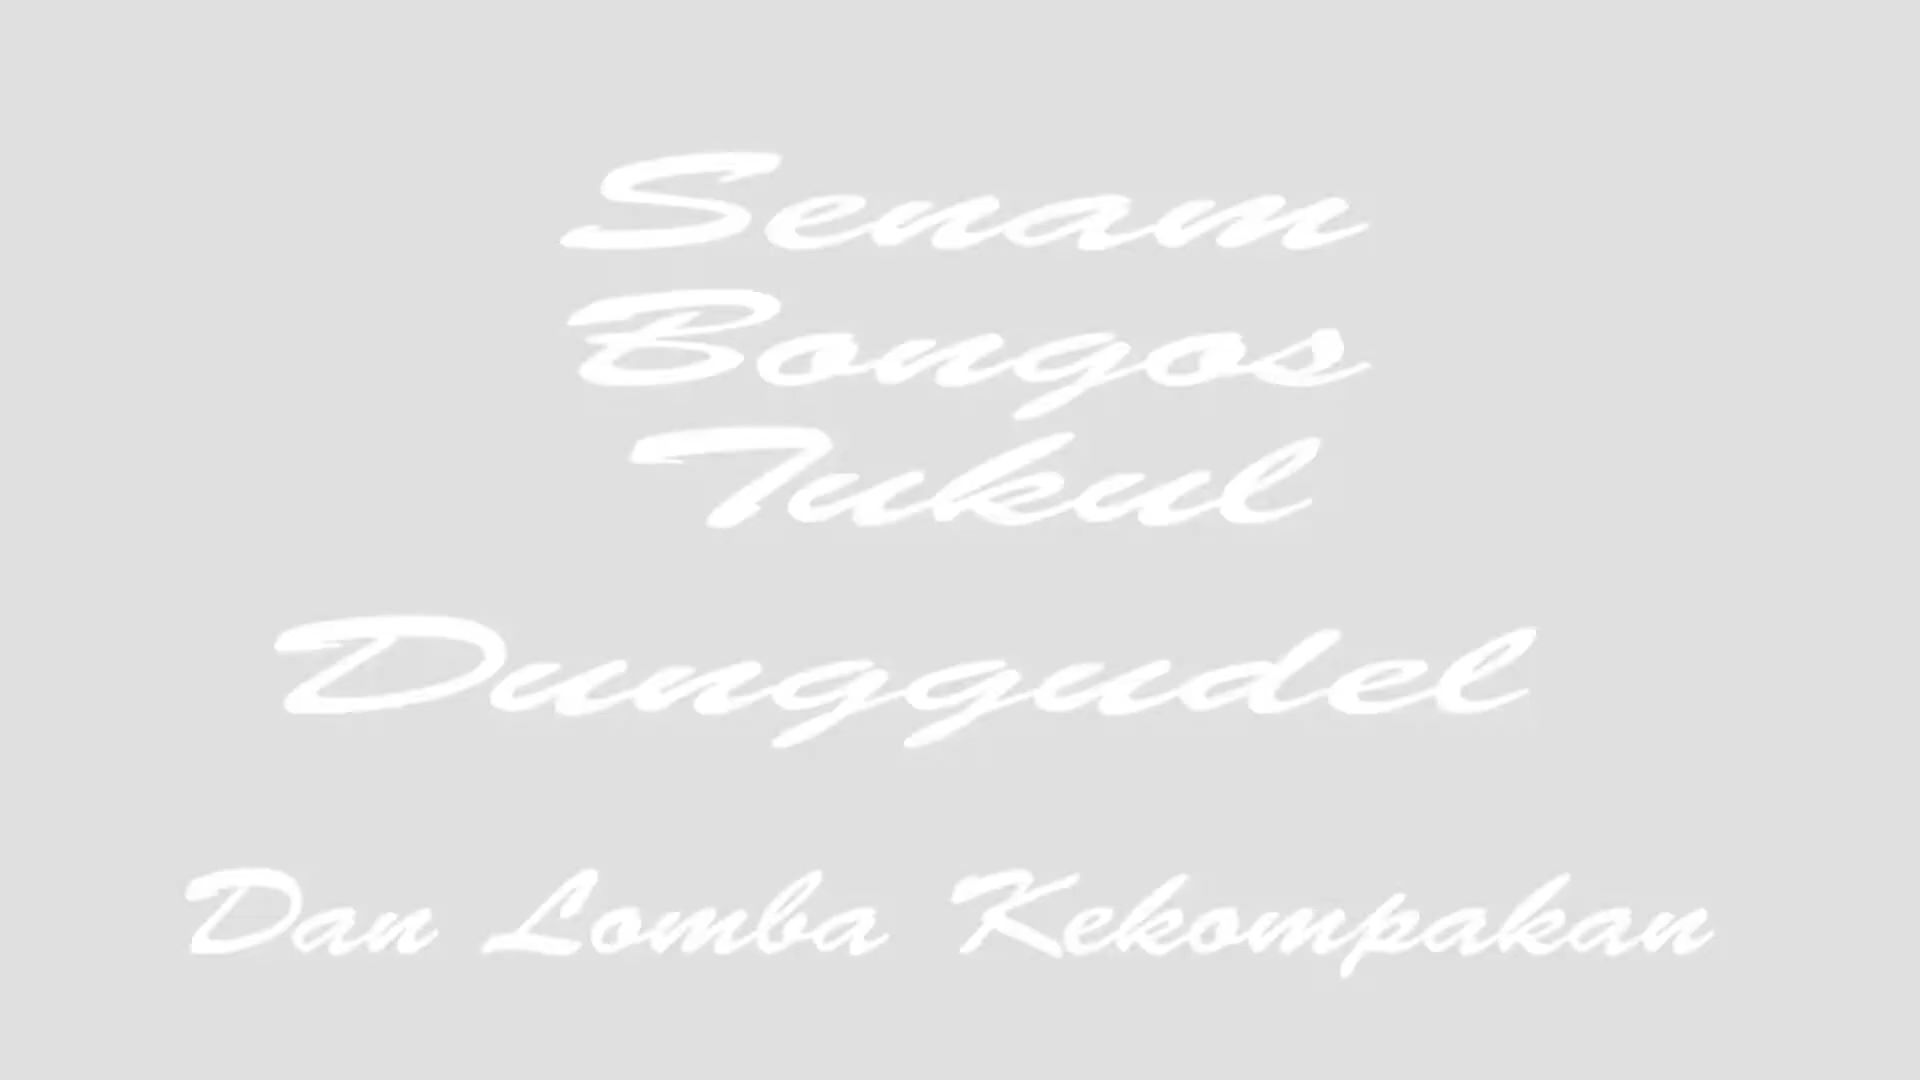 Senam
Bongos
Tukul
Dunggudel
Dan Lomba Kekompakan